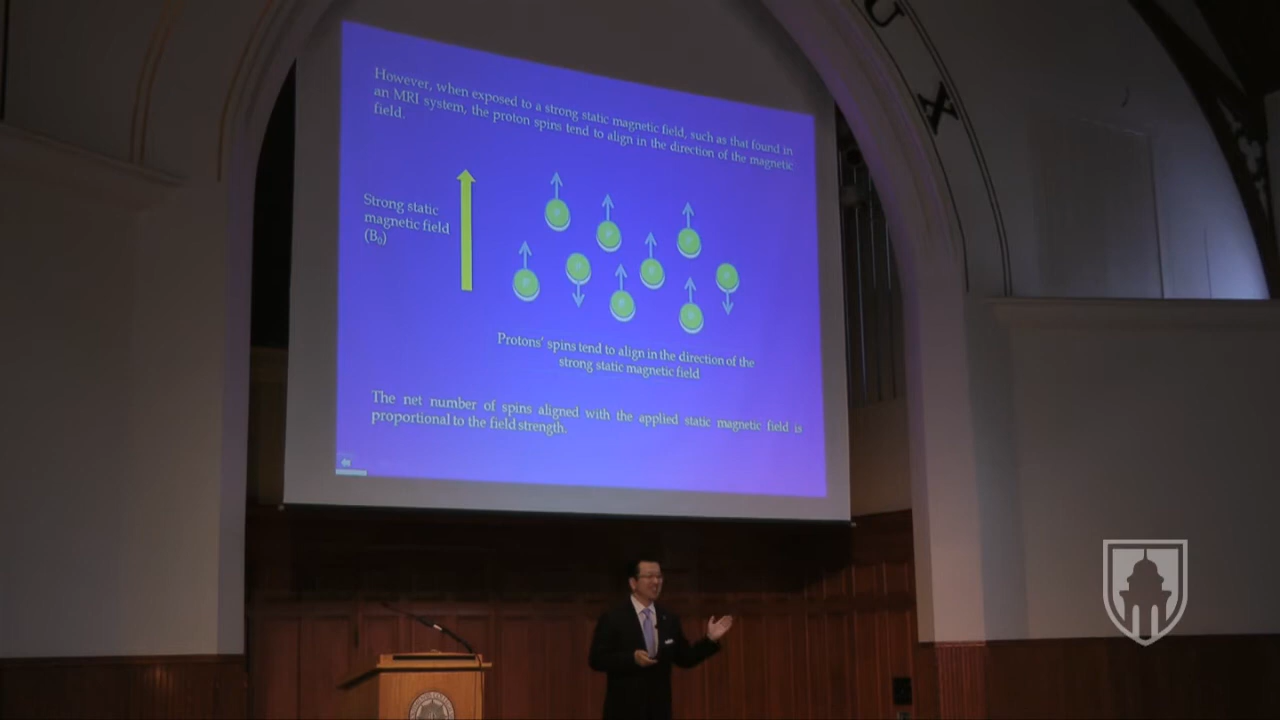 However, when exposed to a strong static magnetic field, such as that found in
an MRI system, the proton spins tend to align in the direction of the magnetic
field.
Strong static
magnetic field
(B₀)
Protons' spins tend to align in the direction of the
strong static magnetic field
The net number of spins aligned with the applied static magnetic field is
proportional to the field strength.
U
X